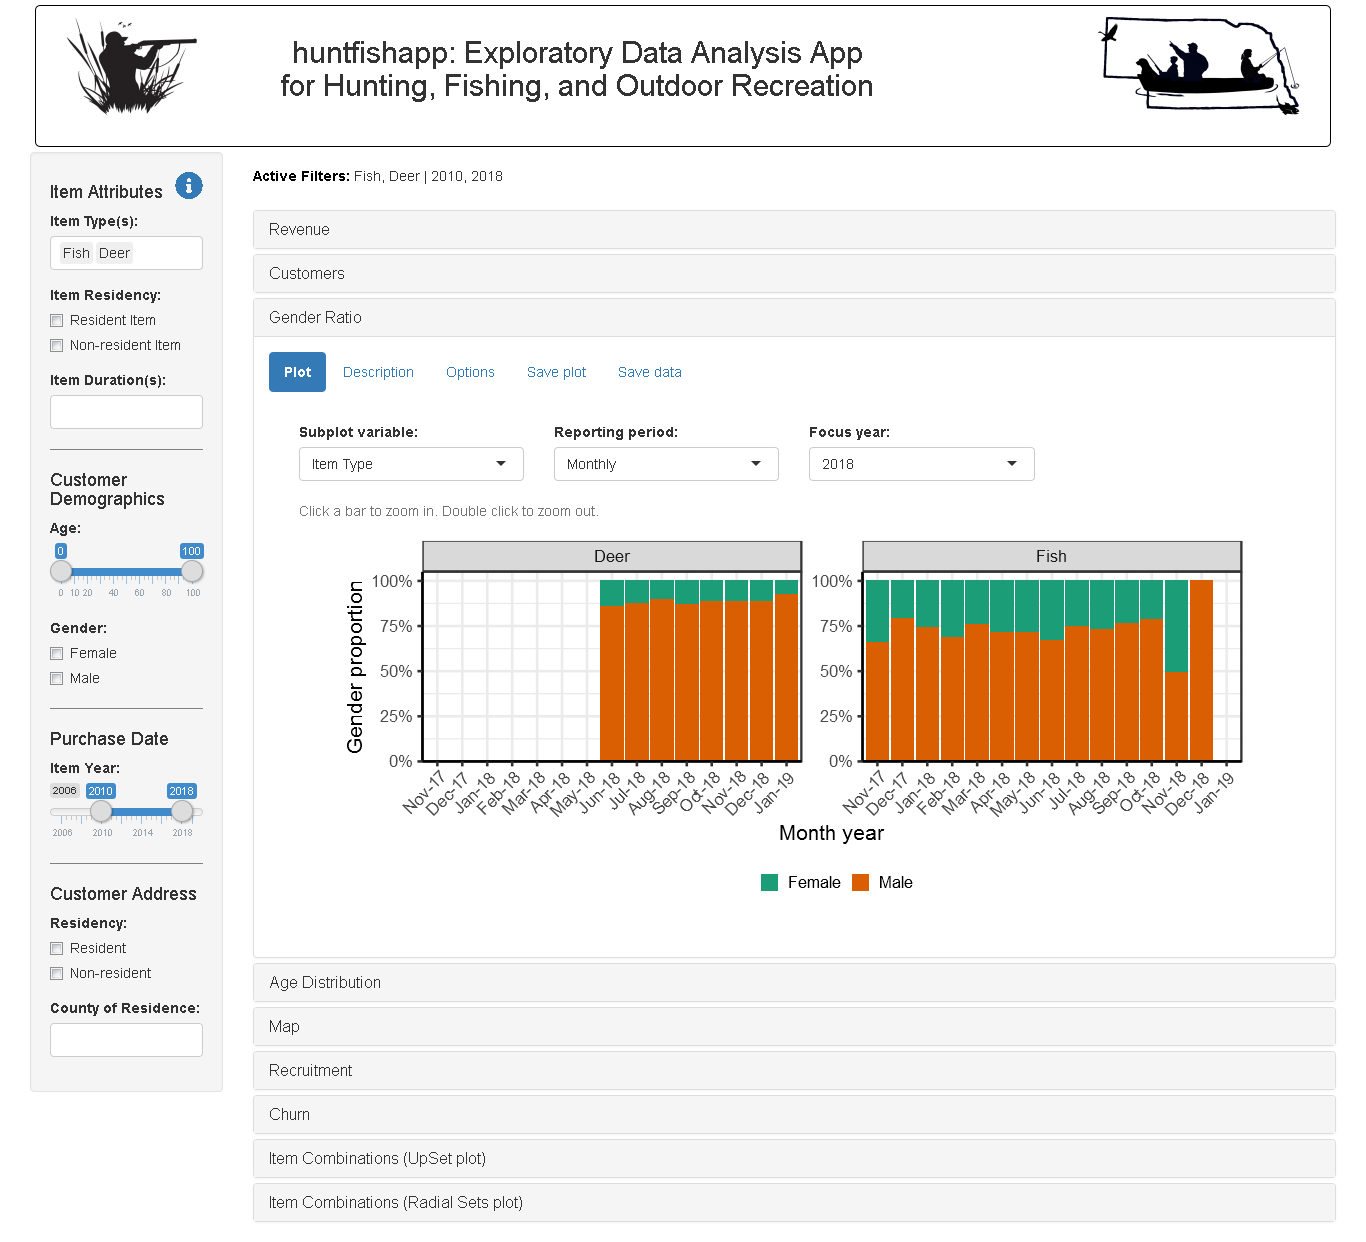 huntfishapp: Exploratory Data Analysis App
for Hunting, Fishing, and Outdoor Recreation
Item Attributes
Item Type(s):
Fish Deer
Item Residency:
Resident Item
Non-resident Item
Item Duration(s):
Customer
Demographics
Age:
0 100
0 10 20 40 60 80 100
Gender:
Female
Male
Purchase Date
Item Year:
2006 2010 2018
2006 2010 2014 2018
Customer Address
Residency:
Resident
Non-resident
County of Residence:
Active Filters: Fish, Deer | 2010, 2018
Revenue
Customers
Gender Ratio
Plot Description Options Save plot Save data
Subplot variable: Reporting period: Focus year:
Item Type Monthly 2018
Click a bar to zoom in. Double click to zoom out.
Deer Fish
Gender proportion
100%
75%
50%
25%
0%
100%
75%
50%
25%
0%
Nov-17 Dec-17 Jan-18 Feb-18 Mar-18 Apr-18 May-18 Jun-18 Jul-18 Aug-18 Sep-18 Oct-18 Nov-18 Dec-18 Jan-19
Nov-17 Dec-17 Jan-18 Feb-18 Mar-18 Apr-18 May-18 Jun-18 Jul-18 Aug-18 Sep-18 Oct-18 Nov-18 Dec-18 Jan-19
Month year
Female Male
Age Distribution
Map
Recruitment
Churn
Item Combinations (UpSet plot)
Item Combinations (Radial Sets plot)